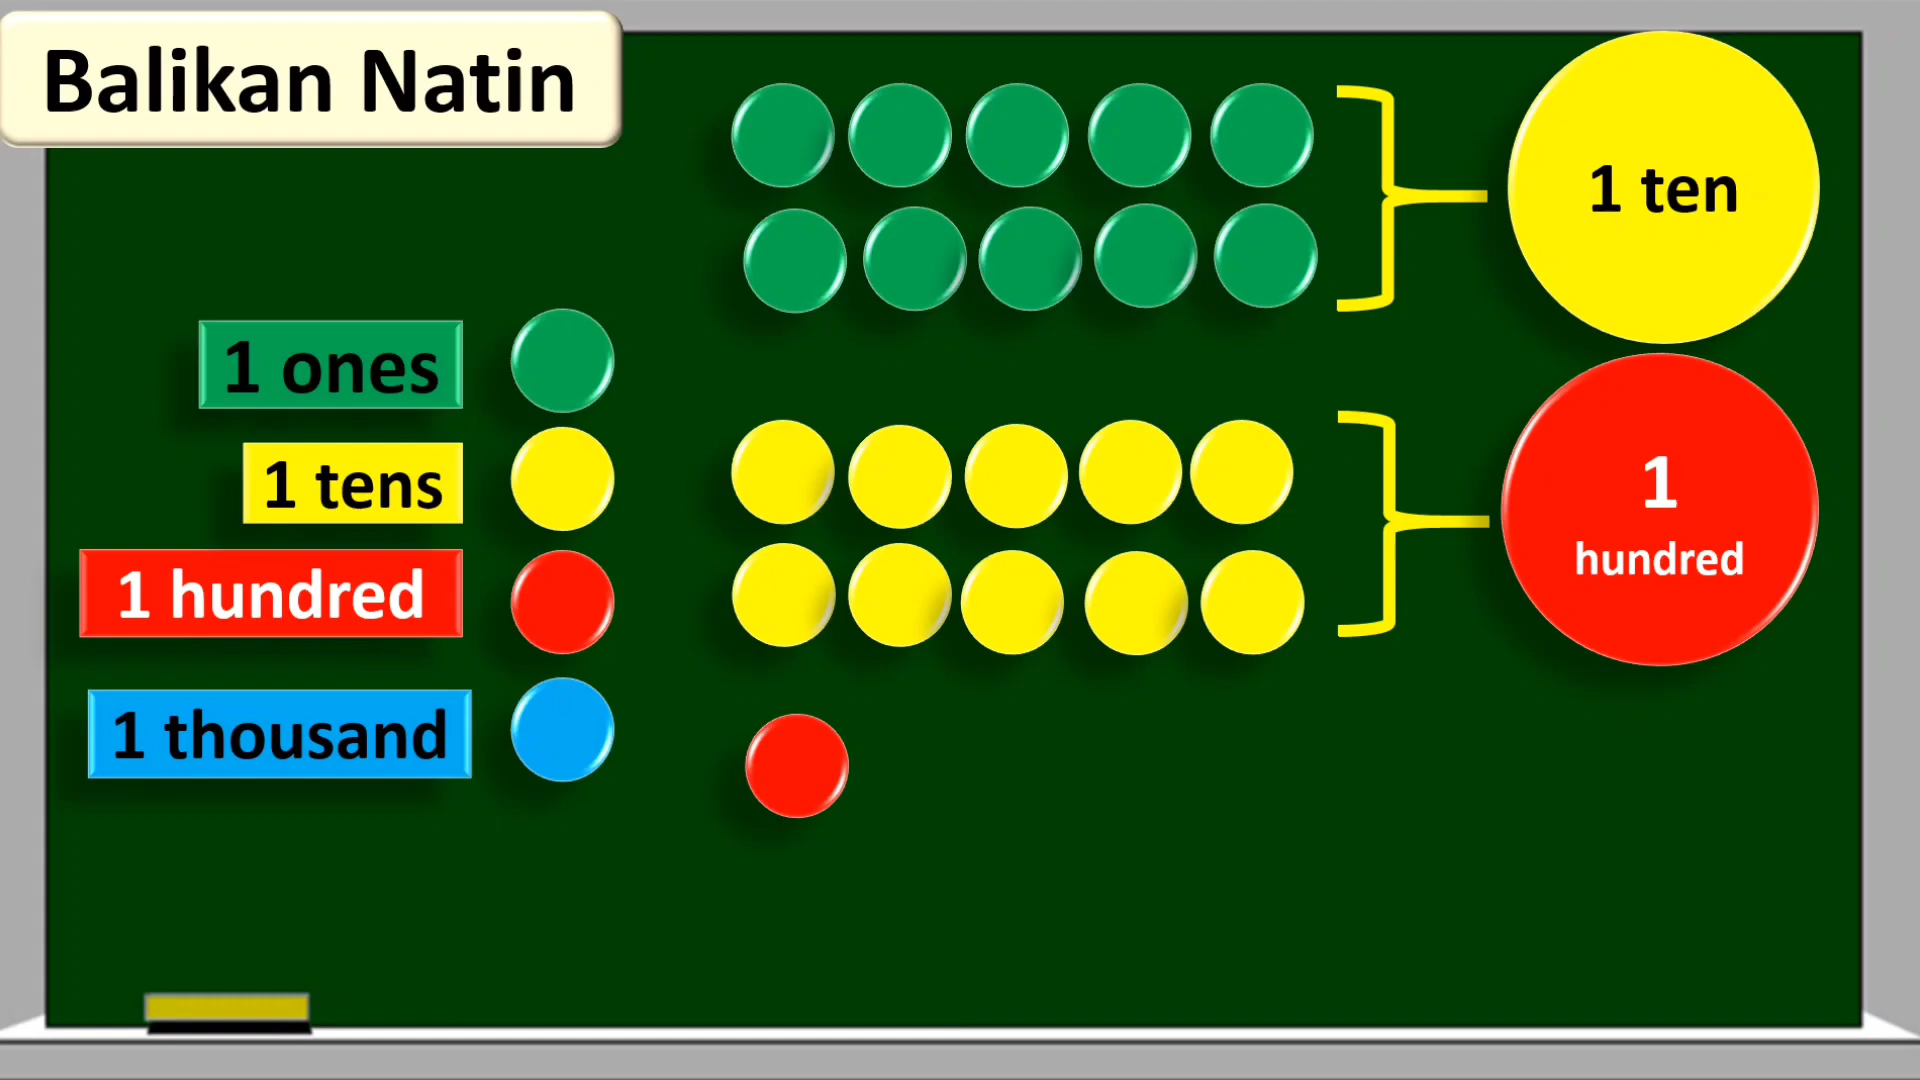 Balikan Natin
1 ten
1 ones
1 tens
1 hundred
1 thousand
1
hundred